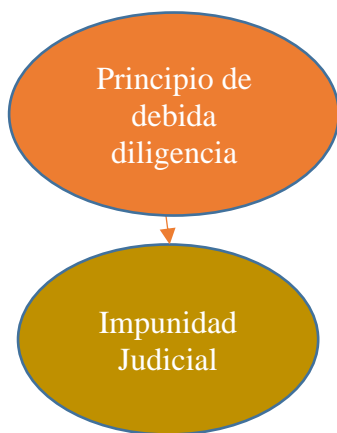 Principio de
debida
diligencia
Impunidad
Judicial